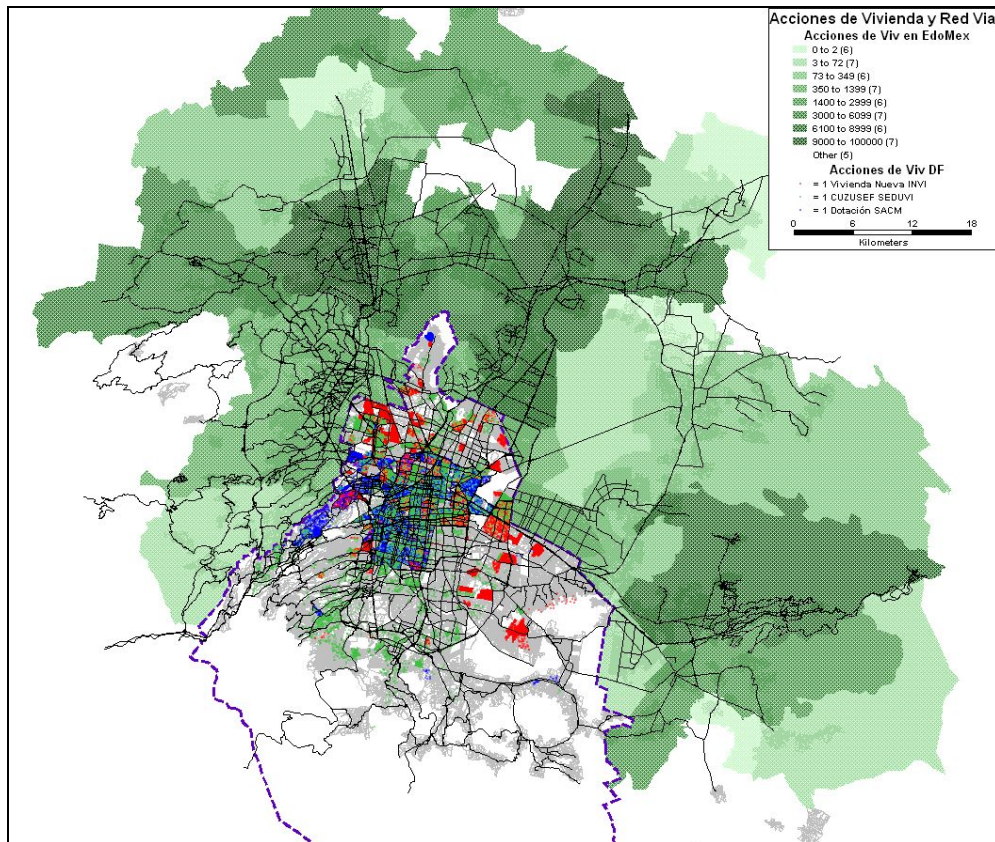 Acciones de Vivienda y Red Via
Acciones de Viv en EdoMex
0 to 2 (6)
3 to 72 (7)
73 to 349 (6)
350 to 1399 (7)
1400 to 2999 (6)
3000 to 6099 (7)
6100 to 8999 (6)
9000 to 100000 (7)
Other (5)
Acciones de Viv DF
= 1 Vivienda Nueva INVI
= 1 CUZUSEF SEDUVI
= 1 Dotación SACM
0 6 12 18
Kilometers